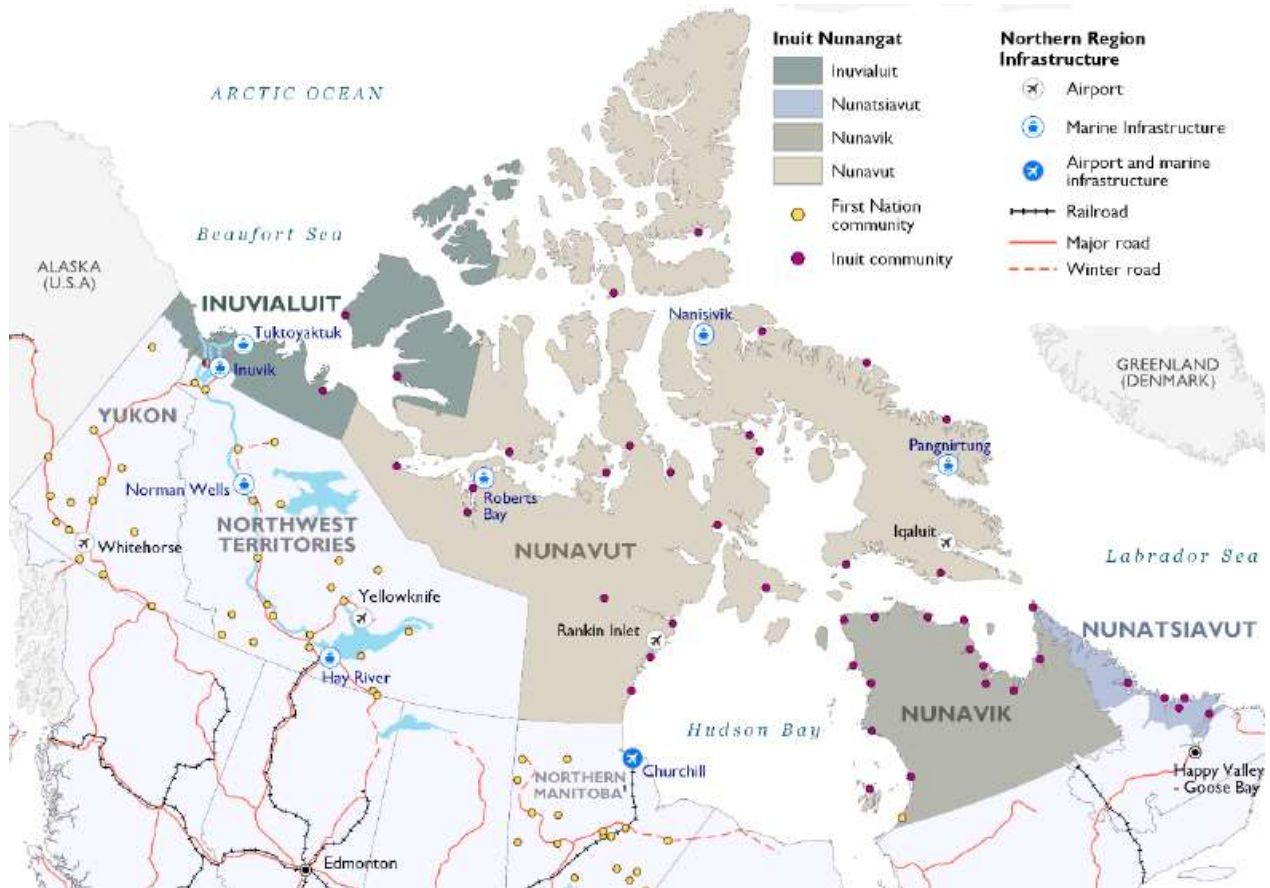 ARCTIC OCEAN
Beaufort Sea
ALASKA
(U.S.A)
INUVIALUIT
Tuktoyaktuk
Inuvik
YUKON
Norman Wells
NORTHWEST
TERRITORIES
Whitehorse
Yellowknife
Hay River
Edmonton
Inuit Nunangat
Inuvialuit
Nunatsiavut
Nunavik
Nunavut
First Nation
community
Inuit community
Northern Region
Infrastructure
Airport
Marine Infrastructure
Airport and marine
infrastructure
Railroad
Major road
Winter road
Nanisivik
GREENLAND
(DENMARK)
Pangnirtung
Roberts
Bay
NUNAVUT
Iqaluit
Labrador Sea
Rankin Inlet
NUNATSIAVUT
NUNAVIK
Hudson Bay
Churchill
NORTHERN
MANITOBA¹
Happy Valley
- Goose Bay